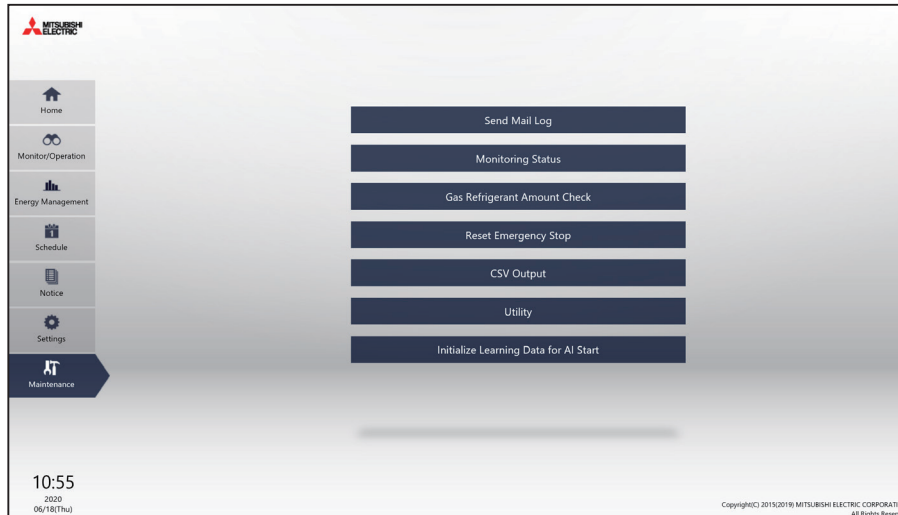 MITSUBISHI
ELECTRIC
Home
Monitor/Operation
Energy Management
Schedule
Notice
Settings
Maintenance
Send Mail Log
Monitoring Status
Gas Refrigerant Amount Check
Reset Emergency Stop
CSV Output
Utility
Initialize Learning Data for AI Start
10:55
2020
06/18(Thu)
Copyright(C) 2015(2019) MITSUBISHI ELECTRIC CORPORATI
All Rights Reser